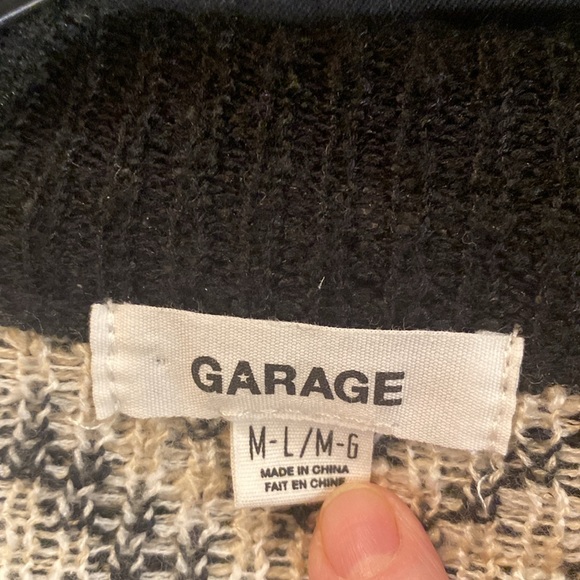 GARAGE
M-L/M-G
MADE IN CHINA
FAIT EN CHINE